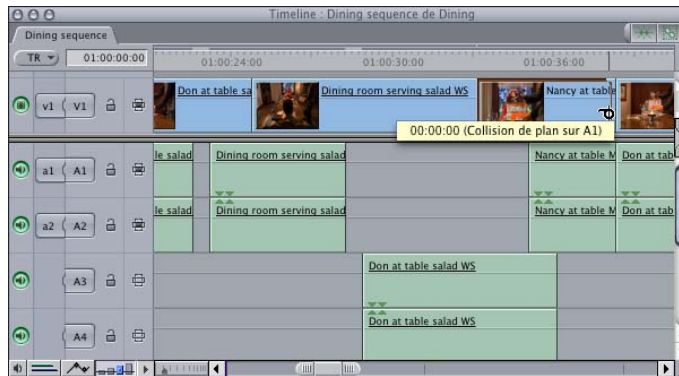 Timeline : Dining sequence de Dining
Dining sequence
TR 01:00:00:00 01:00:24:00 01:00:30:00 01:00:36:00
v1 V1 Don at table sa Dining room serving salad WS Nancy at table
00:00:00 (Collision de plan sur A1)
a1 A1 le salad Dining room serving salad Nancy at table M Don at tab
a2 A2 le salad Dining room serving salad Nancy at table M Don at tab
A3 Don at table salad WS
A4 Don at table salad WS